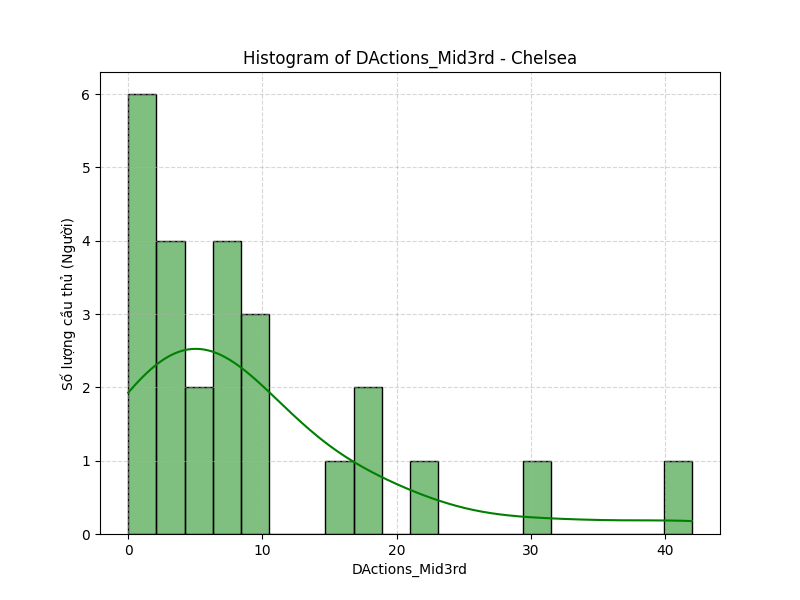 Histogram of DActions_Mid3rd - Chelsea
Số lượng cầu thủ (Người)
6
5
4
3
2
1
0
0 10 20 30 40
DActions_Mid3rd